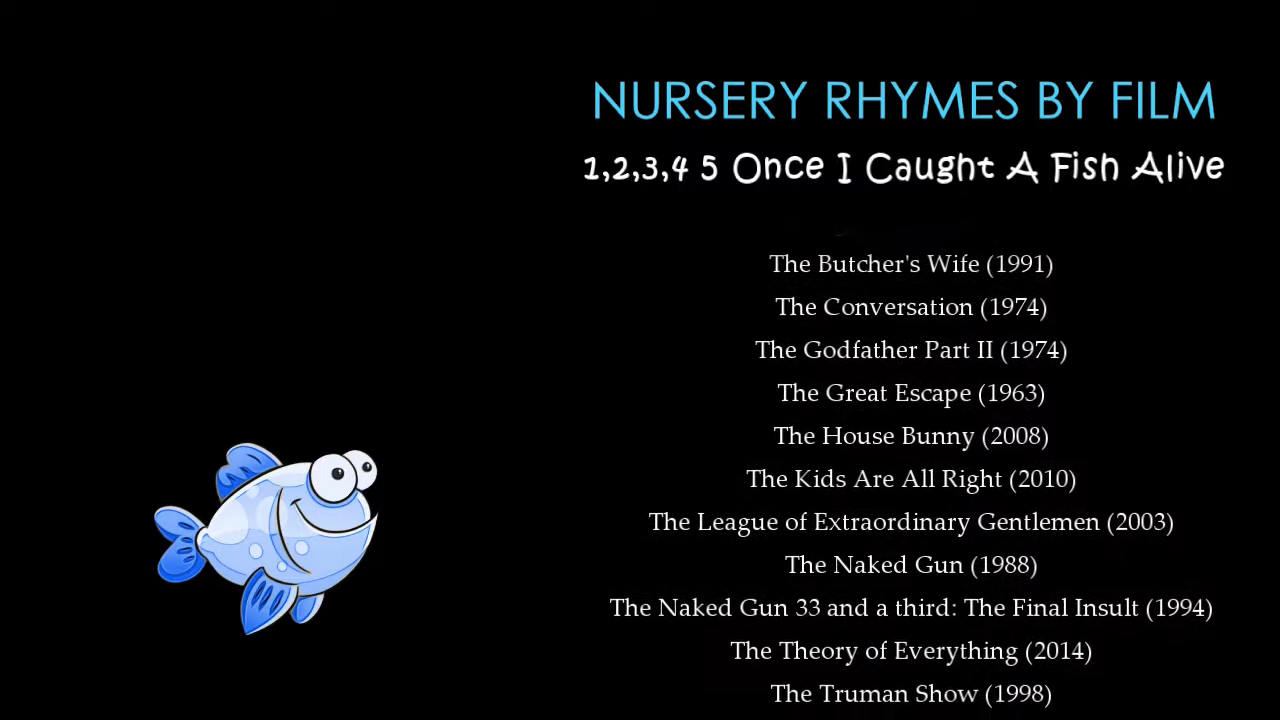 NURSERY RHYMES BY FILM
1,2,3,4 5 Once I Caught A Fish Alive
The Butcher's Wife (1991)
The Conversation (1974)
The Godfather Part II (1974)
The Great Escape (1963)
The House Bunny (2008)
The Kids Are All Right (2010)
The League of Extraordinary Gentlemen (2003)
The Naked Gun (1988)
The Naked Gun 33 and a third: The Final Insult (1994)
The Theory of Everything (2014)
The Truman Show (1998)